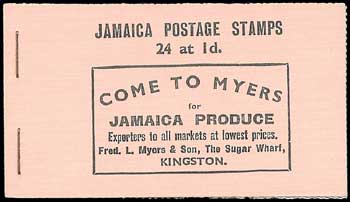 JAMAICA POSTAGE STAMPS
24 at 1d.
COME TO MYERS
for
JAMAICA PRODUCE
Exporters to all markets at lowest prices.
Fred. L. Myers & Son, The Sugar Wharf,
KINGSTON.